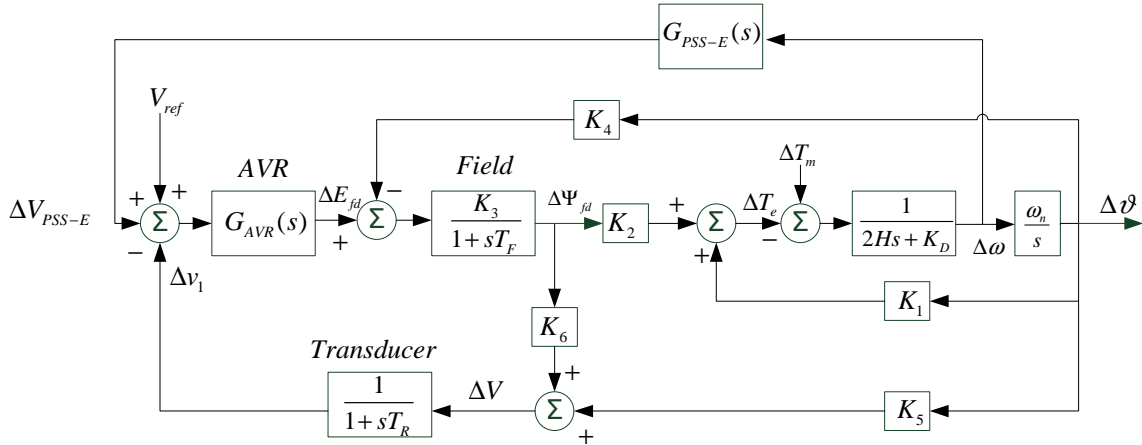 G_{PSS-E}(s)
V_{ref}
K_4
AVR
Field
ΔT_m
ΔV_{PSS-E}
+
+
−
Σ
G_{AVR}(s)
ΔE_{fd}
+
−
Σ
K_3
1+sT_F
ΔΨ_{fd}
K_2
+
+
Σ
ΔT_e
−
Σ
1
2Hs+K_D
Δω
ω_n
s
Δϑ
Δv_1
K_1
K_6
Transducer
1
1+sT_R
ΔV
+
+
Σ
K_5